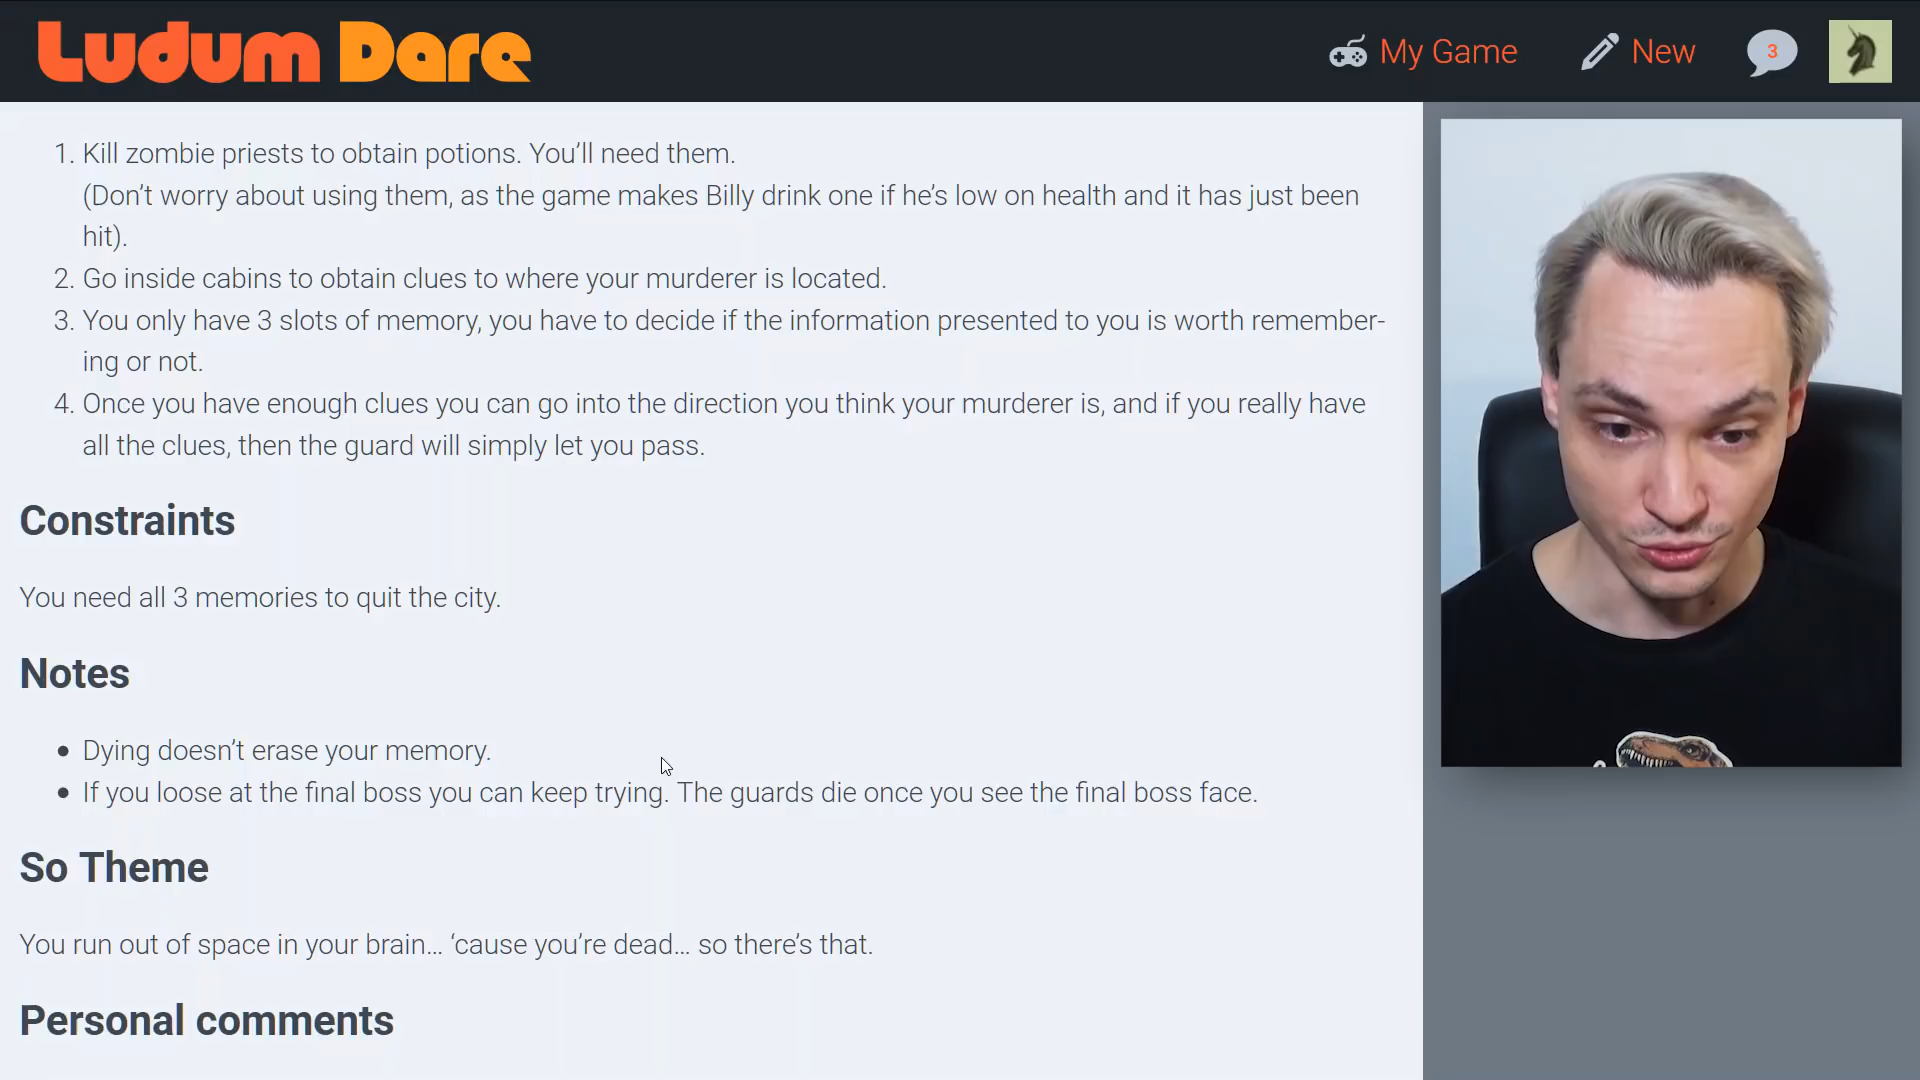 Ludum Dare
My Game
New
3
1. Kill zombie priests to obtain potions. You’ll need them.
(Don’t worry about using them, as the game makes Billy drink one if he’s low on health and it has just been
hit).
2. Go inside cabins to obtain clues to where your murderer is located.
3. You only have 3 slots of memory, you have to decide if the information presented to you is worth remember-
ing or not.
4. Once you have enough clues you can go into the direction you think your murderer is, and if you really have
all the clues, then the guard will simply let you pass.
Constraints
You need all 3 memories to quit the city.
Notes
• Dying doesn’t erase your memory.
• If you loose at the final boss you can keep trying. The guards die once you see the final boss face.
So Theme
You run out of space in your brain… ‘cause you’re dead… so there’s that.
Personal comments